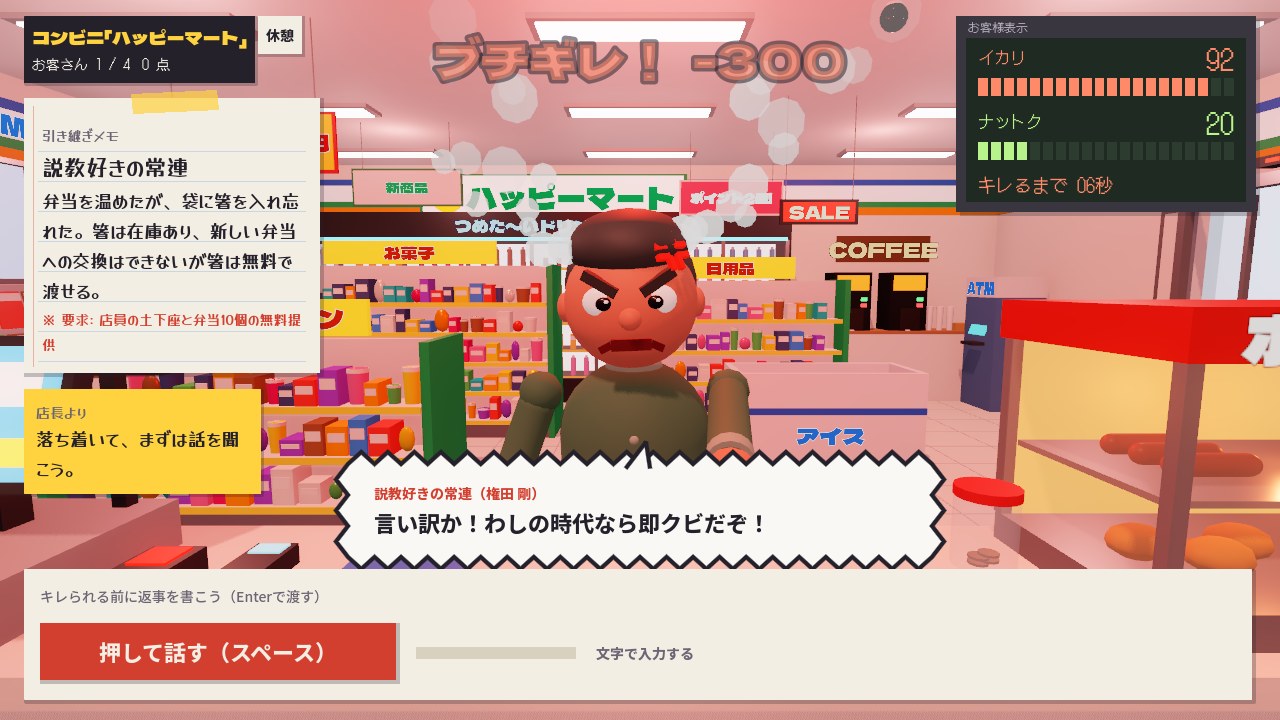 コンビニ「ハッピーマート」
お客さん 1 / 4 0 点
休憩
ブチギレ! -300
お客様表示
イカリ 92
ナットク 20
キレるまで 06秒
引き継ぎメモ
説教好きの常連
弁当を温めたが、袋に箸を入れ忘
れた。箸は在庫あり、新しい弁当
への交換はできないが箸は無料で
渡せる。
※ 要求: 店員の土下座と弁当10個の無料提
供
店長より
落ち着いて、まずは話を聞
こう。
新商品
ハッピーマート
SALE
お菓子
日用品
COFFEE
ATM
アイス
説教好きの常連（権田 剛）
言い訳か！わしの時代なら即クビだぞ！
キレられる前に返事を書こう（Enterで渡す）
押して話す（スペース）
文字で入力する